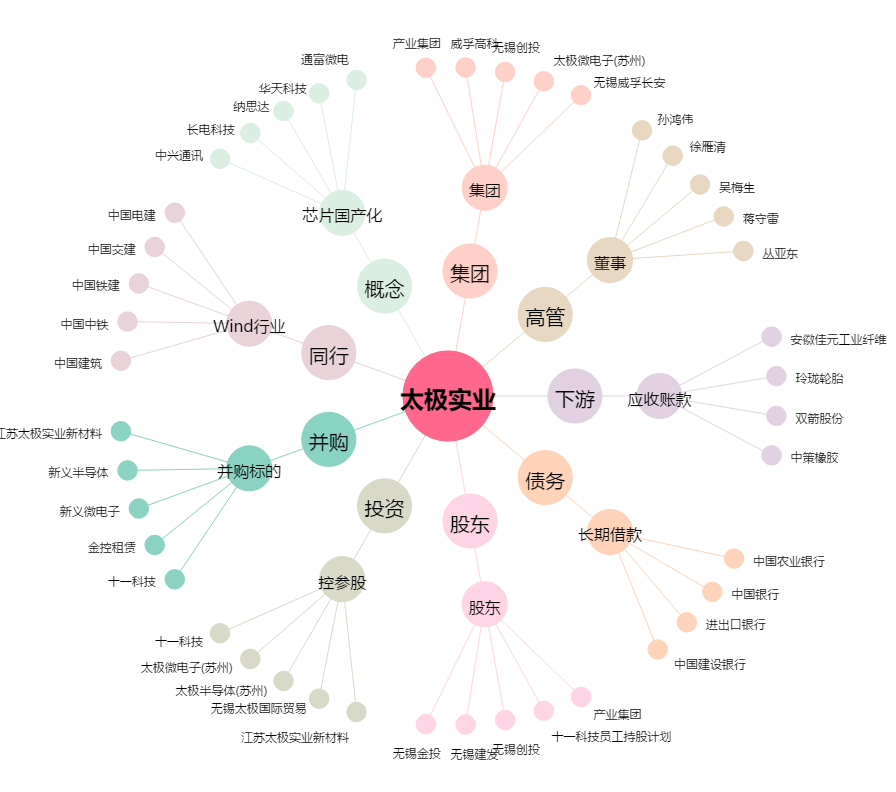 太极实业
集团
集团
产业集团
威孚高科
无锡创投
太极微电子(苏州)
无锡威孚长安
高管
董事
孙鸿伟
徐雁清
吴梅生
蒋守雷
丛亚东
下游
应收账款
安徽佳元工业纤维
玲珑轮胎
双箭股份
中策橡胶
债务
长期借款
中国农业银行
中国银行
进出口银行
中国建设银行
股东
股东
产业集团
十一科技员工持股计划
无锡创投
无锡建发
无锡金投
投资
控参股
十一科技
太极微电子(苏州)
太极半导体(苏州)
无锡太极国际贸易
江苏太极实业新材料
并购
并购标的
江苏太极实业新材料
新义半导体
新义微电子
金控租赁
十一科技
同行
Wind行业
中国电建
中国交建
中国铁建
中国中铁
中国建筑
概念
芯片国产化
通富微电
华天科技
纳思达
长电科技
中兴通讯